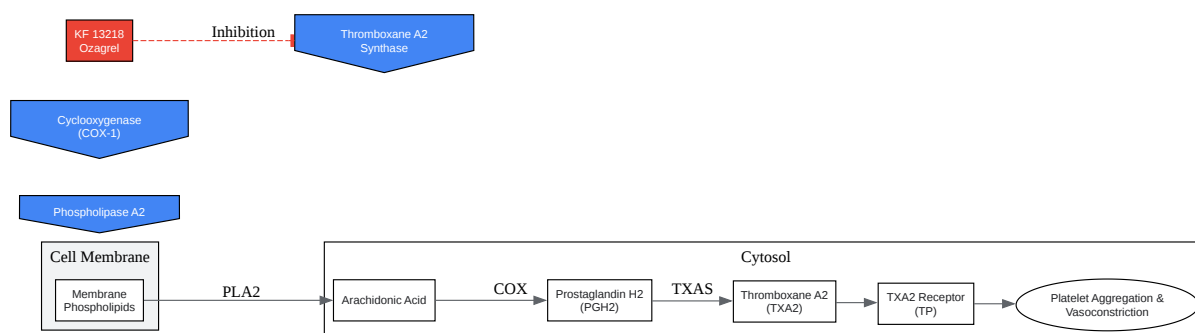 KF 13218
Ozagrel
Inhibition
Thromboxane A2
Synthase
Cyclooxygenase
(COX-1)
Phospholipase A2
Cell Membrane
Cytosol
Membrane
Phospholipids
PLA2
Arachidonic Acid
COX
Prostaglandin H2
(PGH2)
TXAS
Thromboxane A2
(TXA2)
TXA2 Receptor
(TP)
Platelet Aggregation &
Vasoconstriction